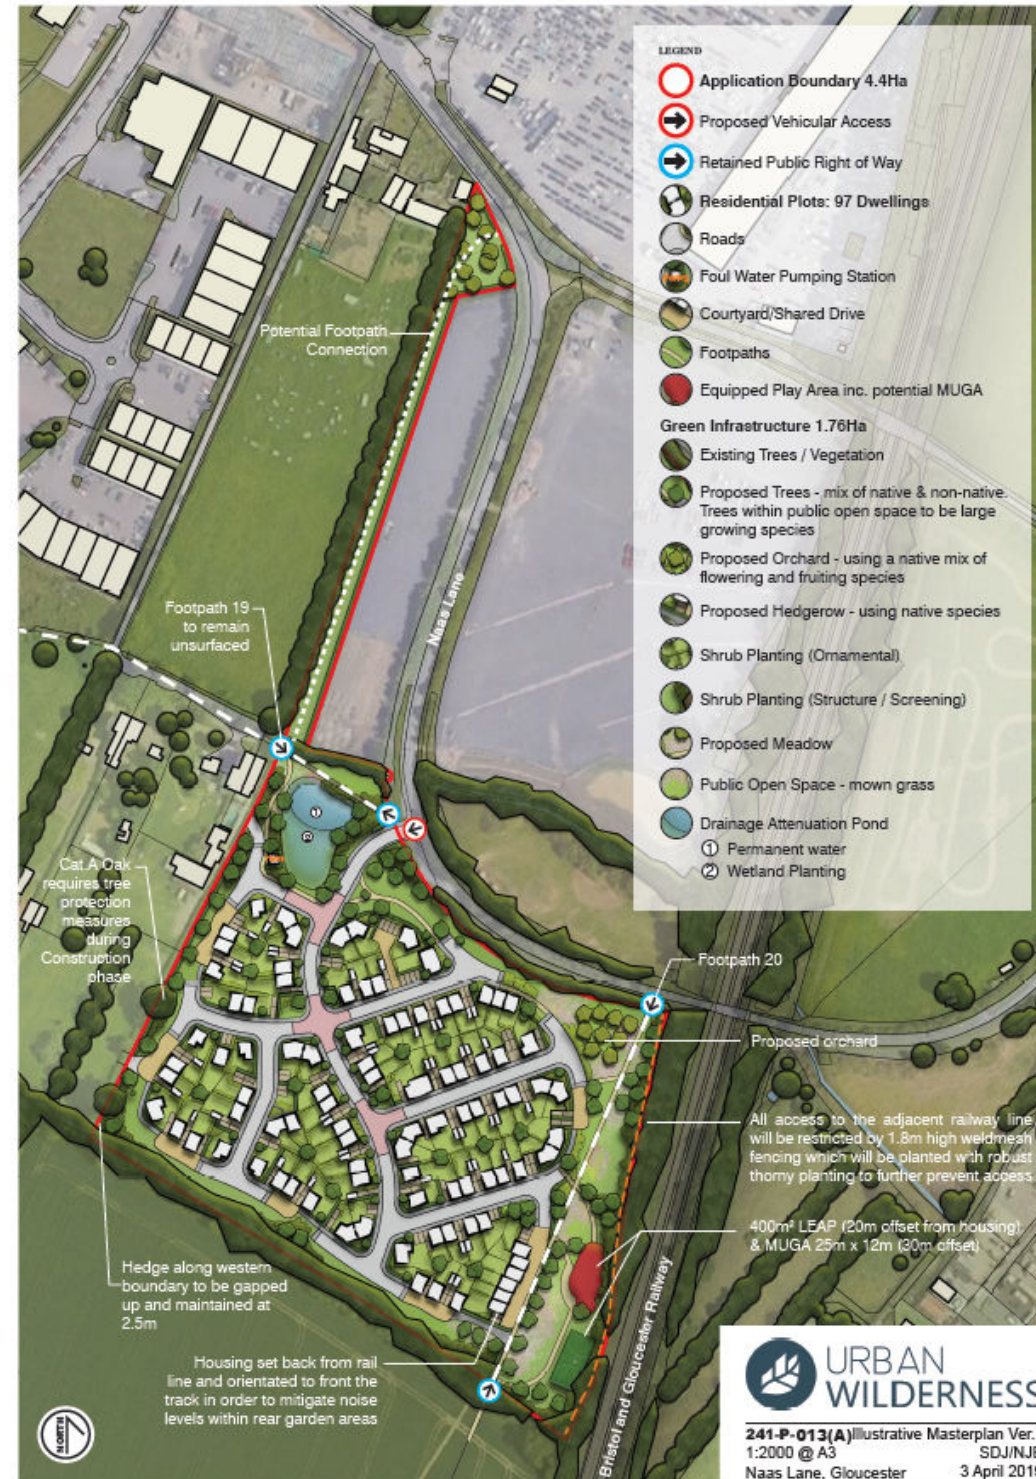 LEGEND
Application Boundary 4.4Ha
Proposed Vehicular Access
Retained Public Right of Way
Residential Plots: 97 Dwellings
Roads
Foul Water Pumping Station
Courtyard/Shared Drive
Footpaths
Equipped Play Area inc. potential MUGA
Green Infrastructure 1.76Ha
Existing Trees / Vegetation
Proposed Trees - mix of native & non-native.
Trees within public open space to be large
growing species
Proposed Orchard - using a native mix of
flowering and fruiting species
Proposed Hedgerow - using native species
Shrub Planting (Ornamental)
Shrub Planting (Structure / Screening)
Proposed Meadow
Public Open Space - mown grass
Drainage Attenuation Pond
1 Permanent water
2 Wetland Planting
Potential Footpath
Connection
Naas Lane
Footpath 19
to remain
unsurfaced
1
2
Cat.A Oak
requires tree
protection
measures
during
Construction
phase
Footpath 20
Proposed orchard
All access to the adjacent railway line
will be restricted by 1.8m high weldmesh
fencing which will be planted with robust
thorny planting to further prevent access
400m² LEAP (20m offset from housing)
& MUGA 25m x 12m (30m offset)
Hedge along western
boundary to be gapped
up and maintained at
2.5m
Housing set back from rail
line and orientated to front the
track in order to mitigate noise
levels within rear garden areas
Bristol and Gloucester Railway
NORTH
URBAN
WILDERNESS
241-P-013(A)Illustrative Masterplan Ver.
1:2000 @ A3
SDJ/NJE
Naas Lane, Gloucester
3 April 201